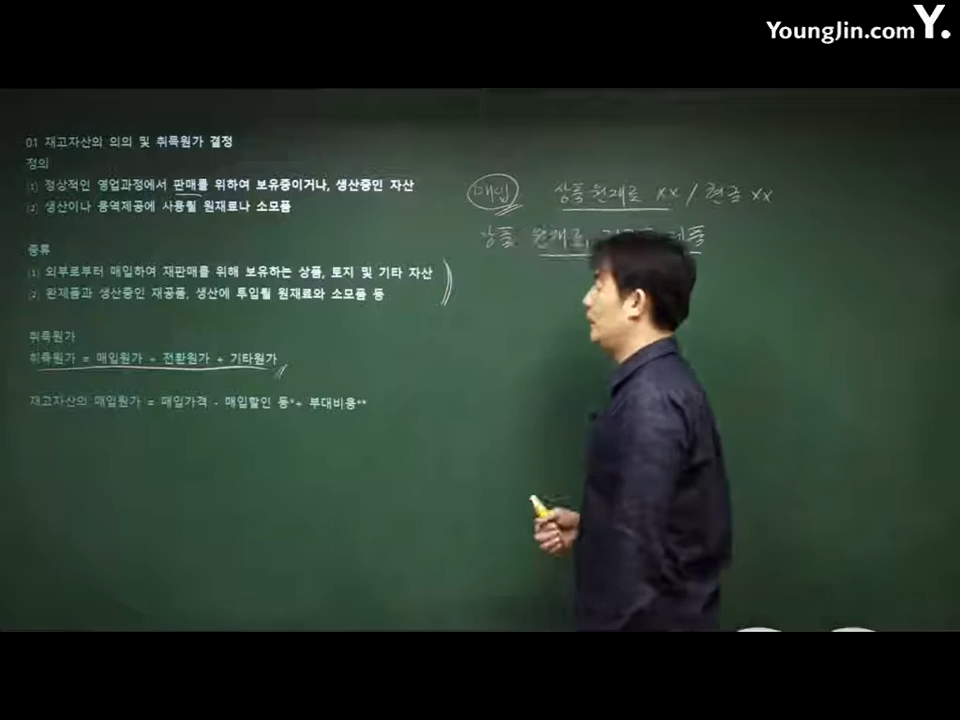 YoungJin.com Y.
01 재고자산의 의의 및 취득원가 결정
정의
(1) 정상적인 영업과정에서 판매를 위하여 보유중이거나, 생산중인 자산
(2) 생산이나 용역제공에 사용될 원재료나 소모품
종류
(1) 외부로부터 매입하여 재판매를 위해 보유하는 상품, 토지 및 기타 자산
(2) 완제품과 생산중인 재공품, 생산에 투입될 원재료와 소모품 등
취득원가
취득원가 = 매입원가 + 전환원가 + 기타원가
재고자산의 매입원가 = 매입가격 - 매입할인 등*+ 부대비용**
매입 상품 원재료 xx / 현금 xx
상품 원재료, 제품